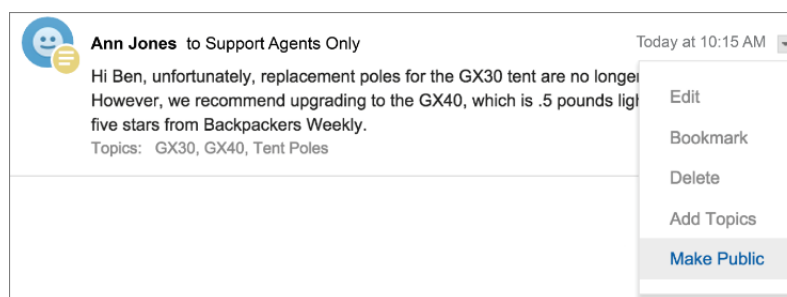 Ann Jones to Support Agents Only
Today at 10:15 AM
Hi Ben, unfortunately, replacement poles for the GX30 tent are no longer
However, we recommend upgrading to the GX40, which is .5 pounds
five stars from Backpackers Weekly.
Topics: GX30, GX40, Tent Poles
Edit
Bookmark
Delete
Add Topics
Make Public